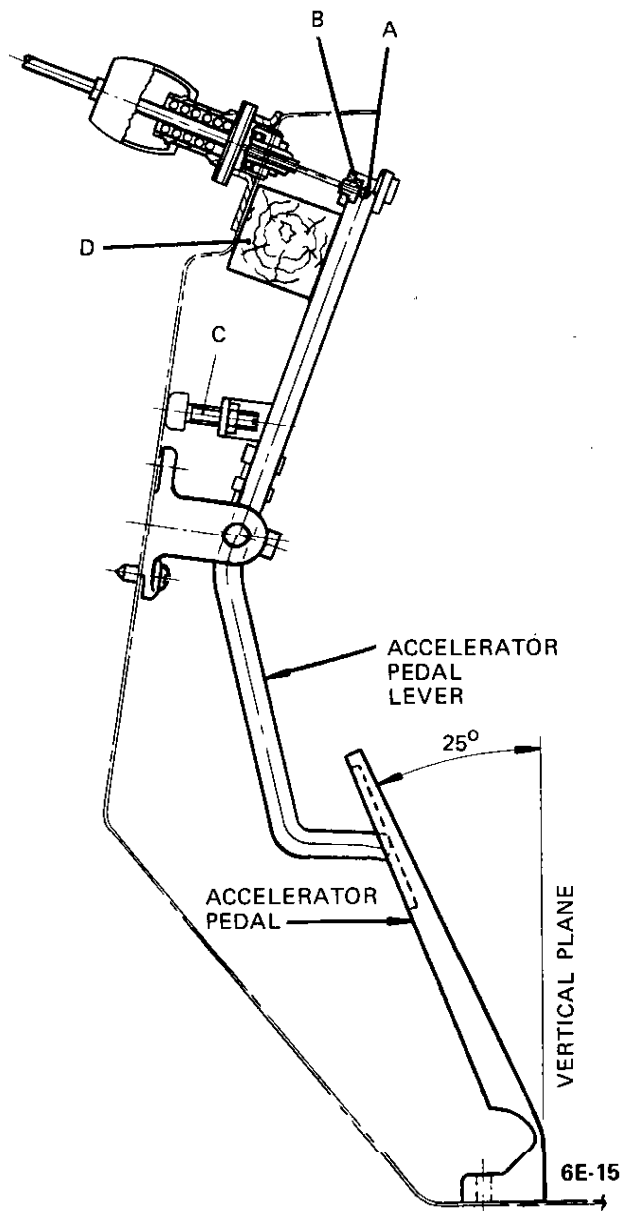 B
A
D
C
ACCELERATOR
PEDAL
LEVER
25°
ACCELERATOR
PEDAL
VERTICAL PLANE
6E-15